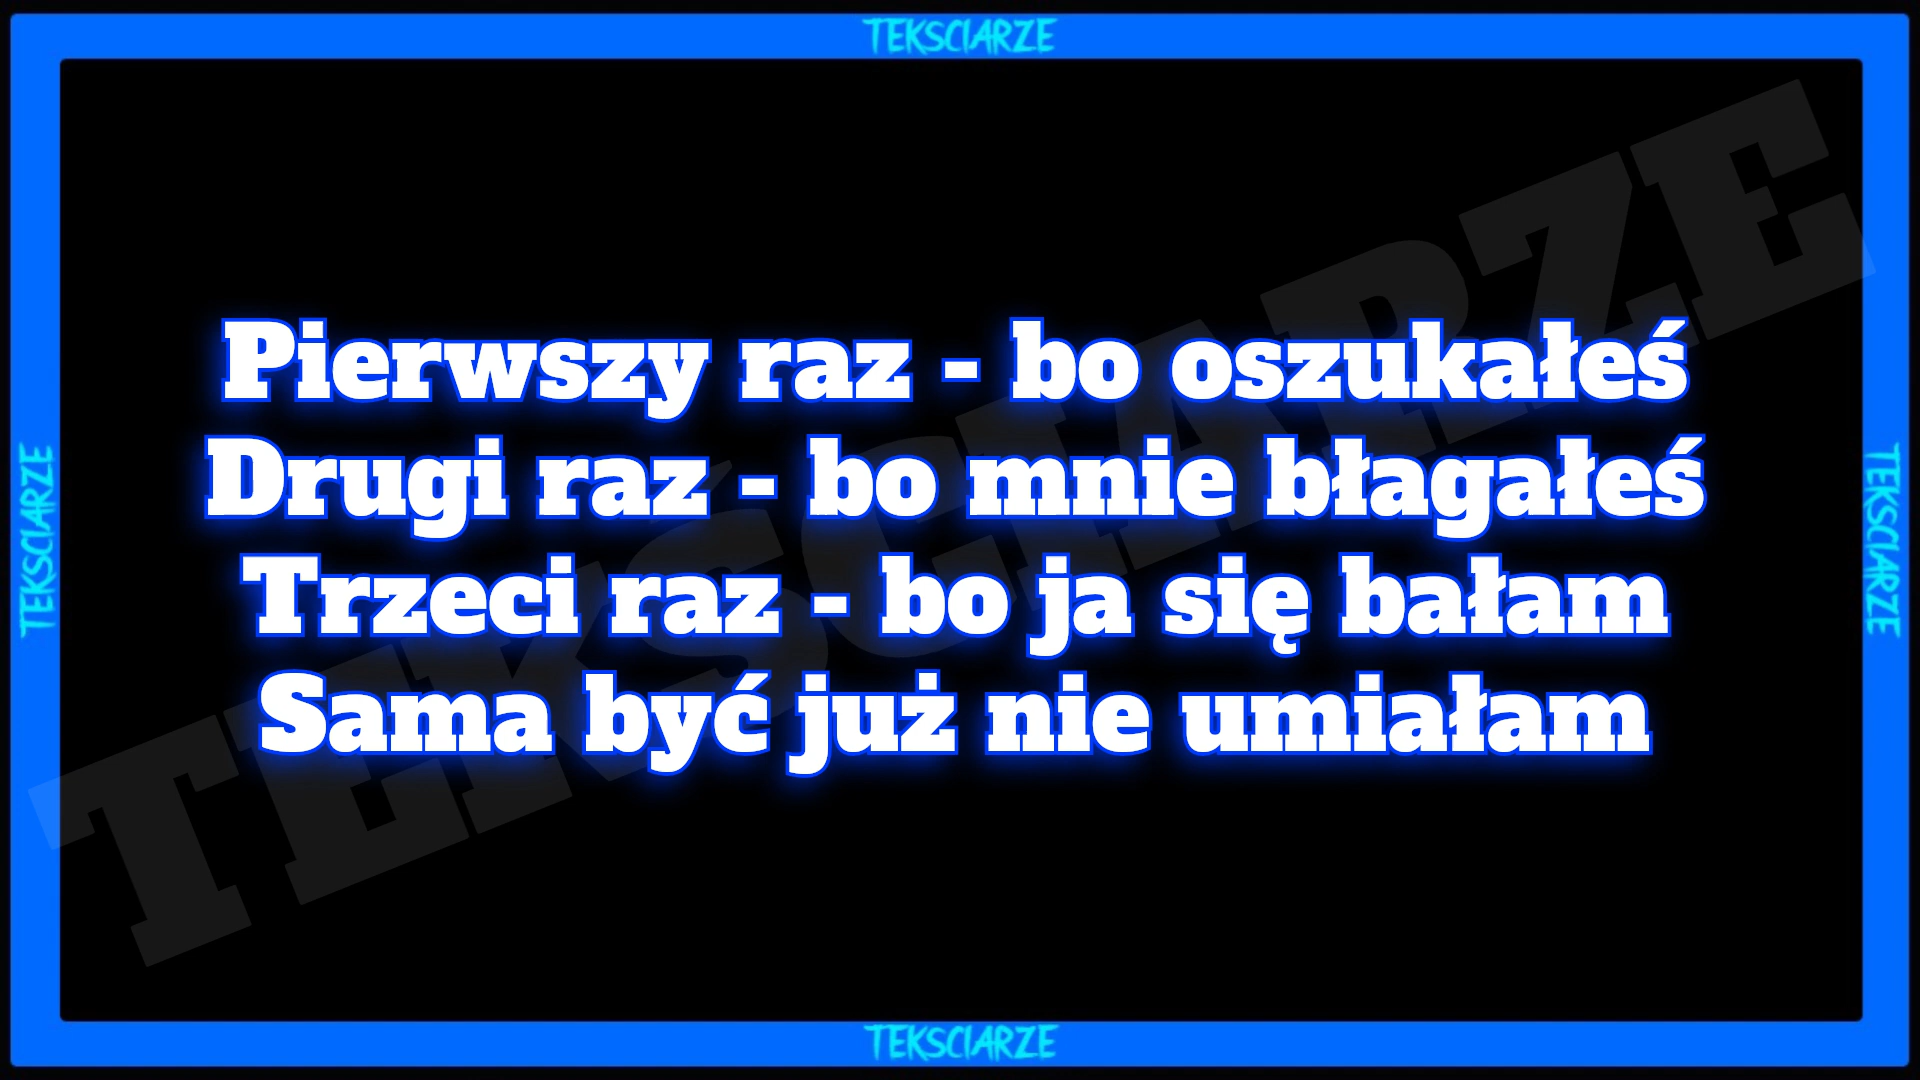 TEKSCIARZE
Pierwszy raz - bo oszukałeś
Drugi raz - bo mnie błagałeś
Trzeci raz - bo ja się bałam
Sama być już nie umiałam
TEKŚCIARZE
TEKSCIARZE
TEKSCIARZE
TEKSCIARZE